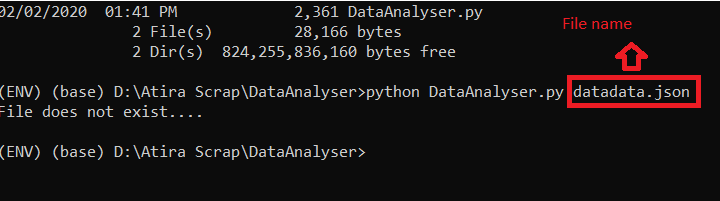 02/02/2020  01:41 PM             2,361 DataAnalyser.py
2 File(s)         28,166 bytes
2 Dir(s)  824,255,836,160 bytes free
File name
(ENV) (base) D:\Atira Scrap\DataAnalyser>python DataAnalyser.py datadata.json
File does not exist....
(ENV) (base) D:\Atira Scrap\DataAnalyser>